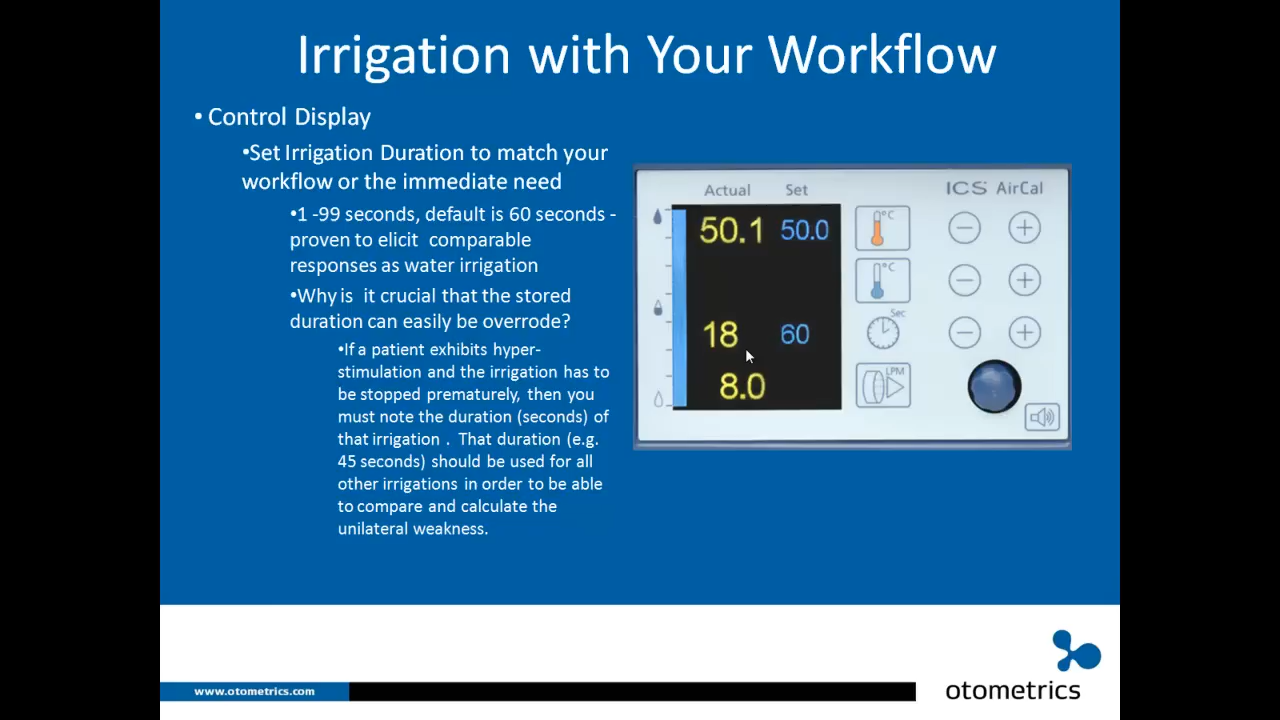 Irrigation with Your Workflow
• Control Display
•Set Irrigation Duration to match your
workflow or the immediate need
•1 -99 seconds, default is 60 seconds -
proven to elicit comparable
responses as water irrigation
•Why is it crucial that the stored
duration can easily be overrode?
•If a patient exhibits hyper-
stimulation and the irrigation has to
be stopped prematurely, then you
must note the duration (seconds) of
that irrigation . That duration (e.g.
45 seconds) should be used for all
other irrigations in order to be able
to compare and calculate the
unilateral weakness.
Actual Set ICS AirCal
50.1 50.0 °C
°C
18 60 Sec
8.0 LPM
www.otometrics.com
otometrics